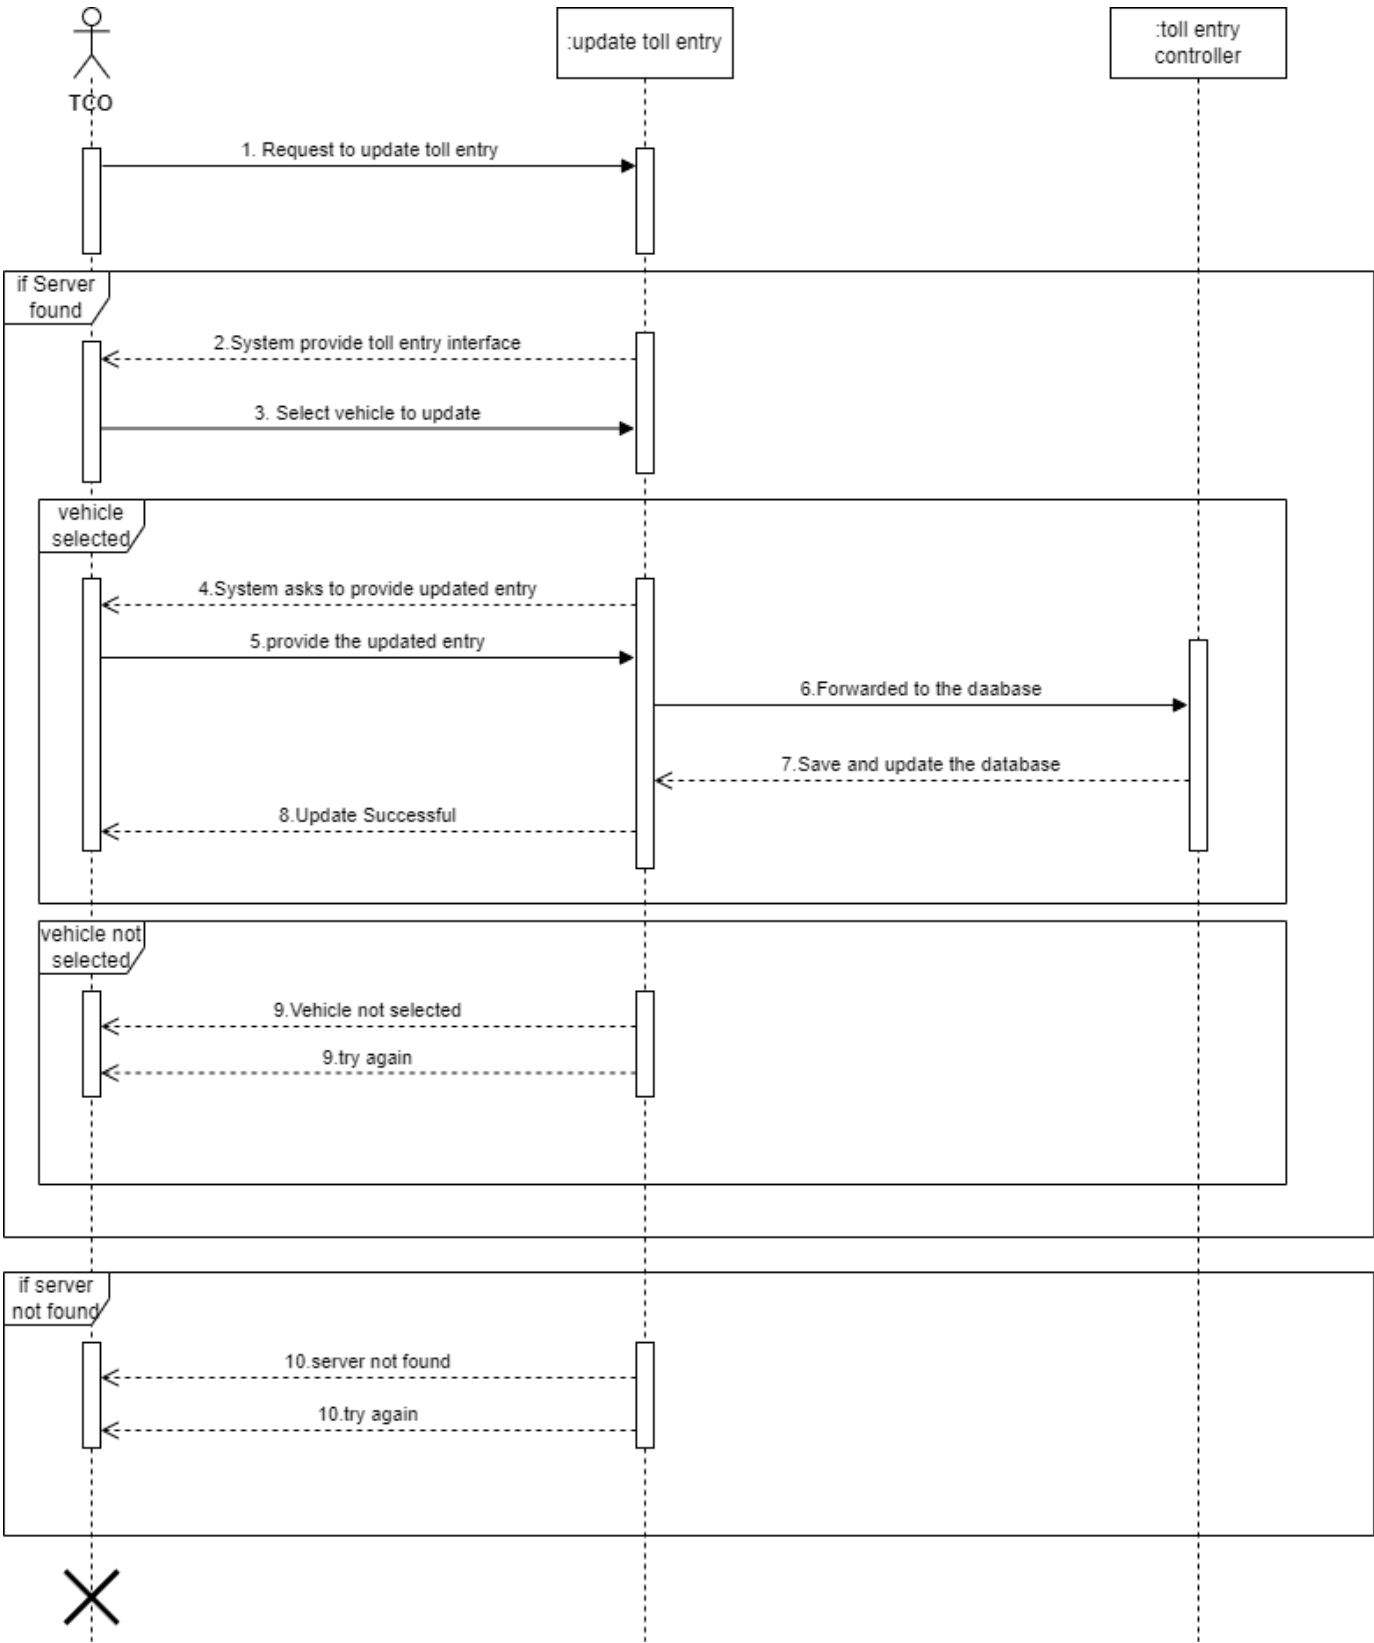 :update toll entry
:toll entry
controller
TCO
1. Request to update toll entry
if Server
found
2.System provide toll entry interface
3. Select vehicle to update
vehicle
selected
4.System asks to provide updated entry
5.provide the updated entry
6.Forwarded to the daabase
7.Save and update the database
8.Update Successful
vehicle not
selected
9.Vehicle not selected
9.try again
if server
not found
10.server not found
10.try again